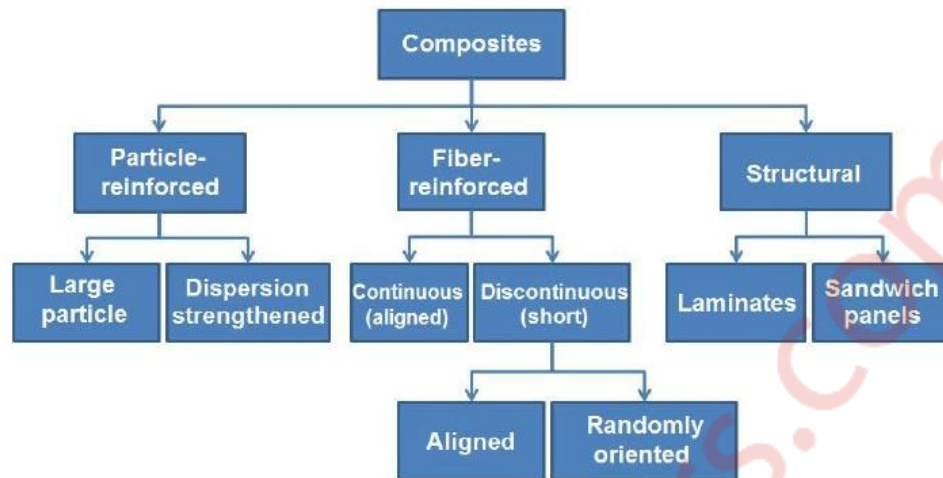 Composites
Particle-
reinforced
Fiber-
reinforced
Structural
Large
particle
Dispersion
strengthened
Continuous
(aligned)
Discontinuous
(short)
Laminates
Sandwich
panels
Aligned
Randomly
oriented
s.com